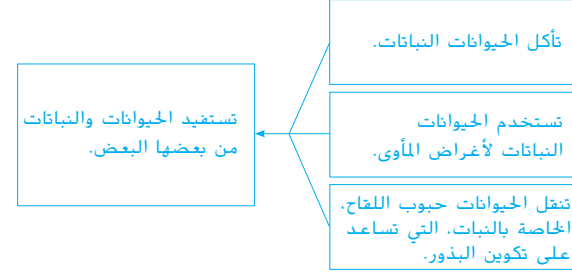 تأكل الحيوانات النباتات.
تستخدم الحيوانات
النباتات لأغراض المأوى.
تنقل الحيوانات حبوب اللقاح،
الخاصة بالنبات، التي تساعد
على تكوين البذور.
تستفيد الحيوانات والنباتات
من بعضها البعض.